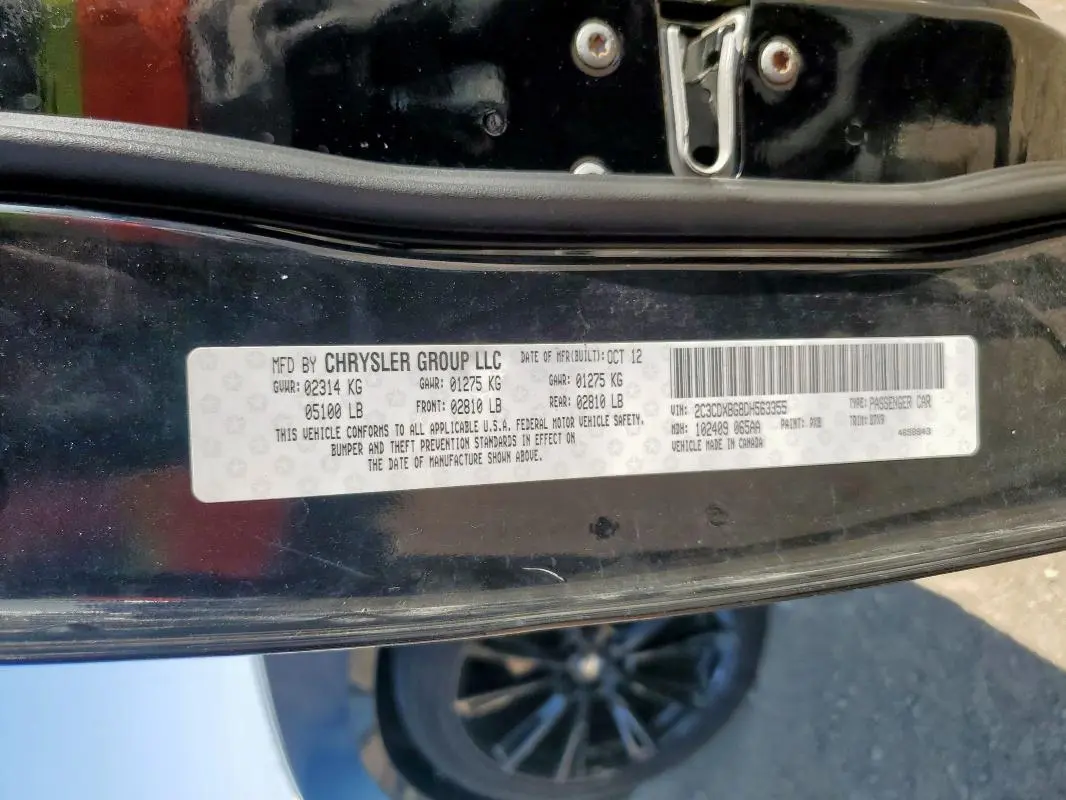 MFD BY CHRYSLER GROUP LLC DATE OF MFR(BUILT): OCT 12
GVWR: 02314 KG GAWR: 01275 KG GAWR: 01275 KG
05100 LB FRONT: 02810 LB REAR: 02810 LB
THIS VEHICLE CONFORMS TO ALL APPLICABLE U.S.A. FEDERAL MOTOR VEHICLE SAFETY,
BUMPER AND THEFT PREVENTION STANDARDS IN EFFECT ON
THE DATE OF MANUFACTURE SHOWN ABOVE.
VIN: 2C3CDXBG8DH563355 TYPE: PASSENGER CAR
MDH: 102409 065AA PAINT: PXB TRIM:
VEHICLE MADE IN CANADA